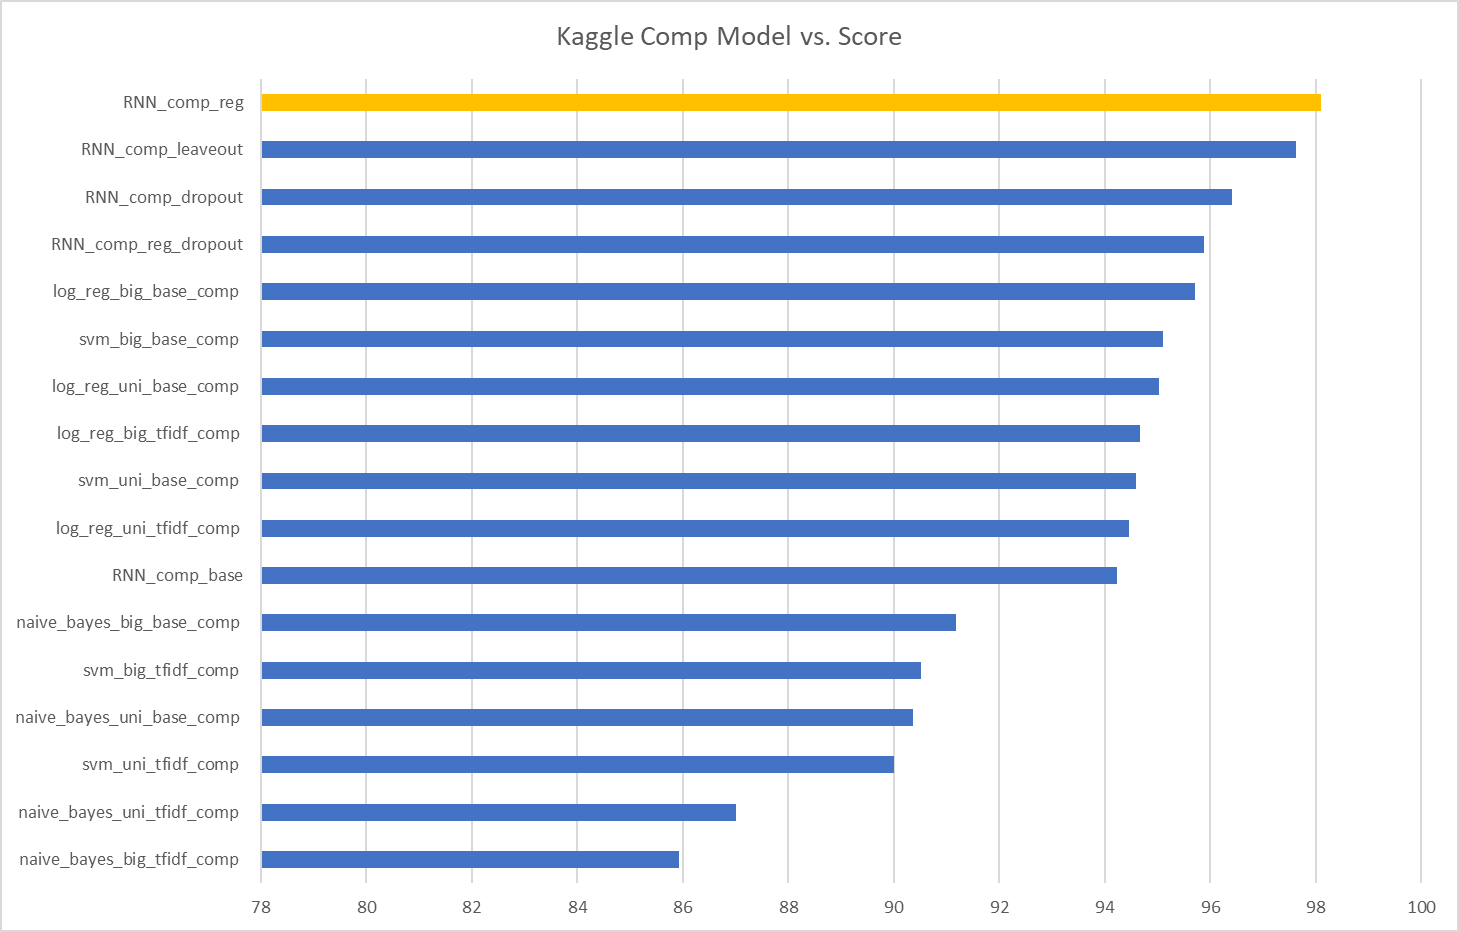 Kaggle Comp Model vs. Score
RNN_comp_reg
RNN_comp_leaveout
RNN_comp_dropout
RNN_comp_reg_dropout
log_reg_big_base_comp
svm_big_base_comp
log_reg_uni_base_comp
log_reg_big_tfidf_comp
svm_uni_base_comp
log_reg_uni_tfidf_comp
RNN_comp_base
naive_bayes_big_base_comp
svm_big_tfidf_comp
naive_bayes_uni_base_comp
svm_uni_tfidf_comp
naive_bayes_uni_tfidf_comp
naive_bayes_big_tfidf_comp
78 80 82 84 86 88 90 92 94 96 98 100